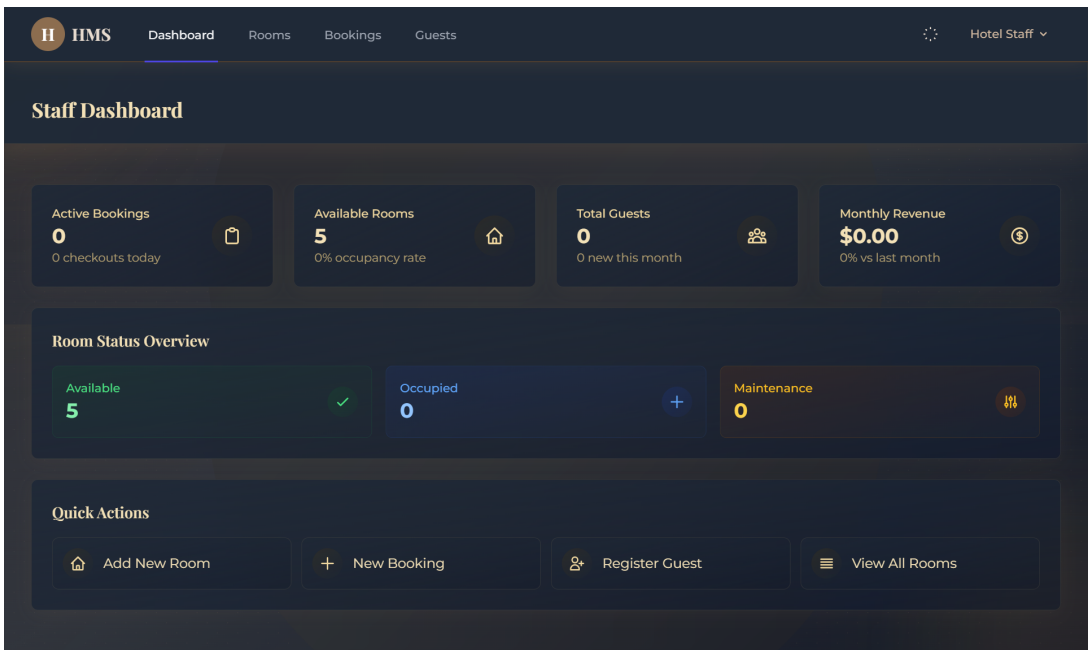 H HMS Dashboard Rooms Bookings Guests Hotel Staff
Staff Dashboard
Active Bookings
0
0 checkouts today
Available Rooms
5
0% occupancy rate
Total Guests
0
0 new this month
Monthly Revenue
$0.00
0% vs last month
Room Status Overview
Available
5
Occupied
0
Maintenance
0
Quick Actions
Add New Room
New Booking
Register Guest
View All Rooms